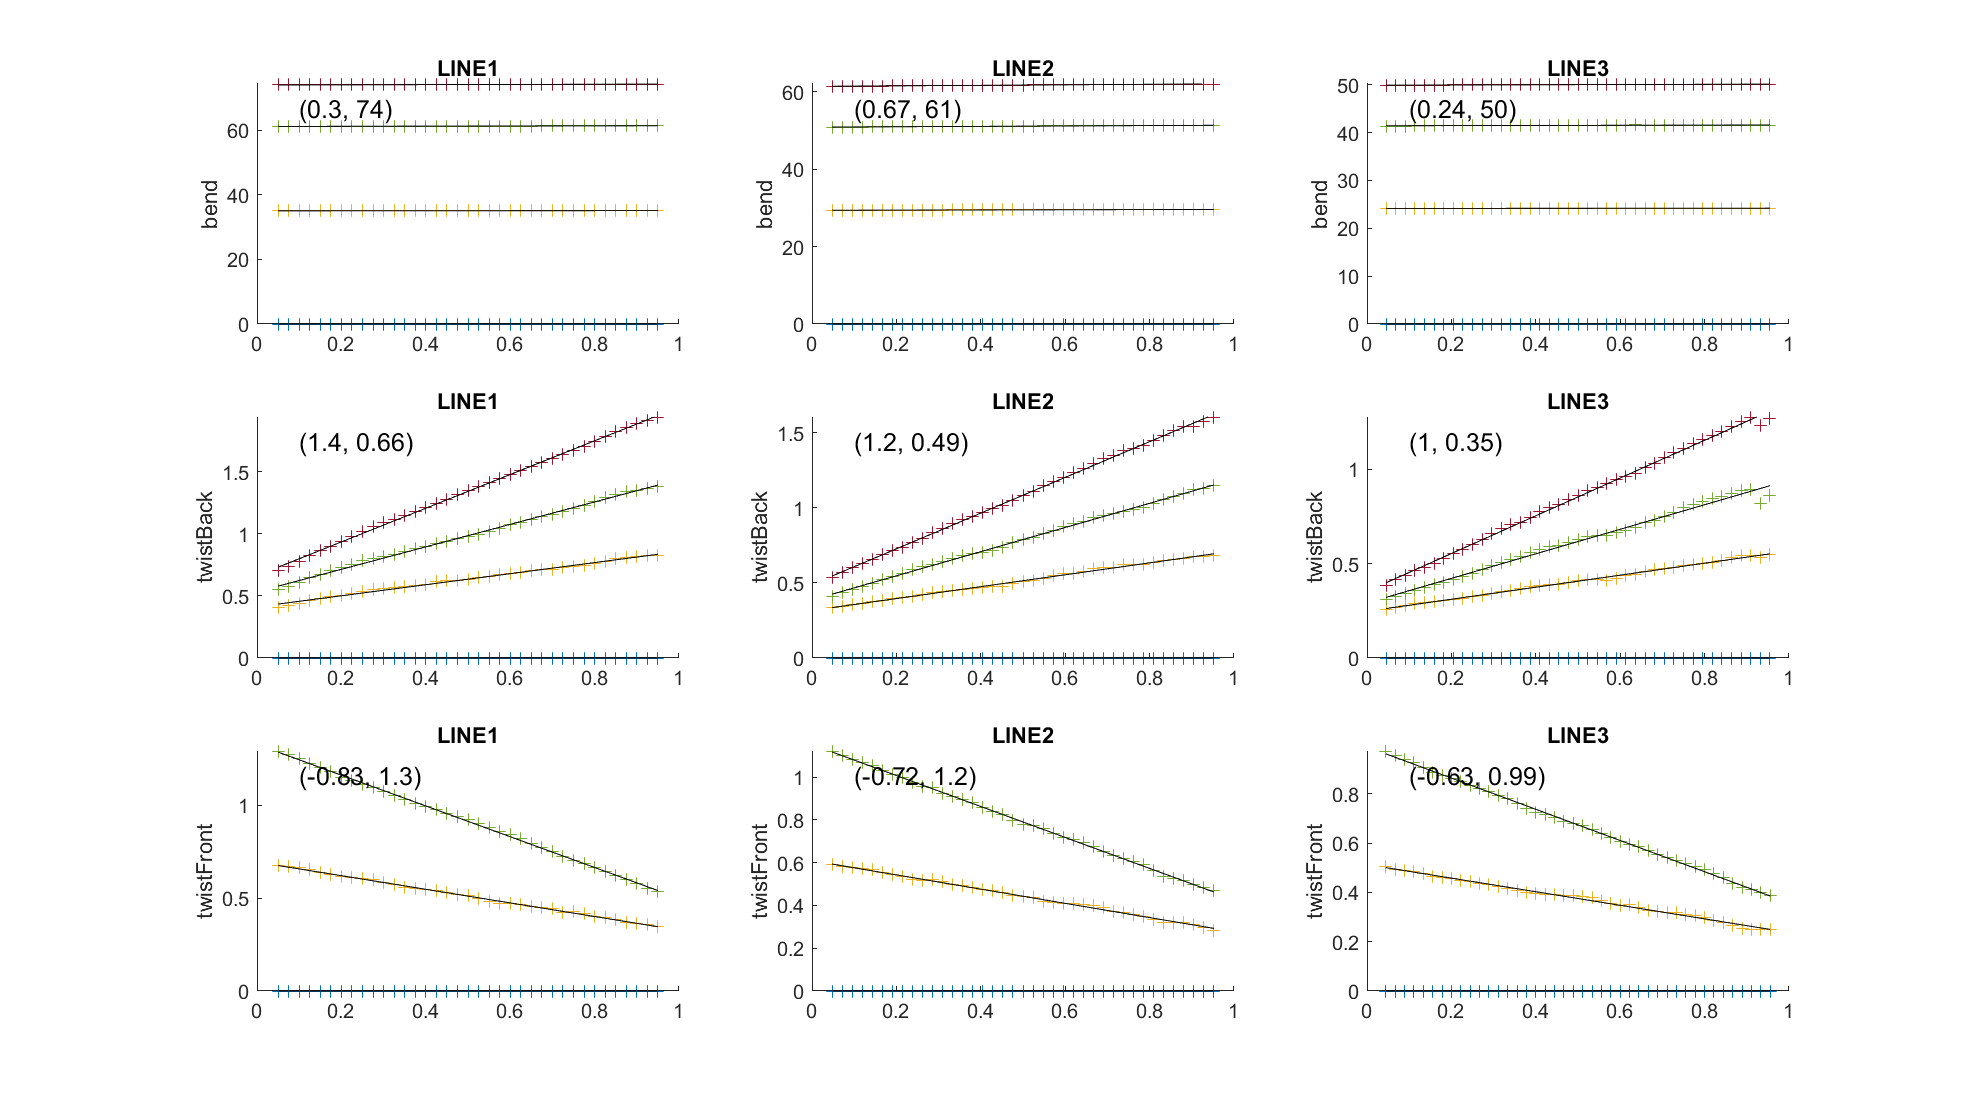 LINE1 LINE2 LINE3
(0.3, 74) (0.67, 61) (0.24, 50)
bend bend bend
60 40 20 0
60 40 20 0
50 40 30 20 10 0
0 0.2 0.4 0.6 0.8 1
0 0.2 0.4 0.6 0.8 1
0 0.2 0.4 0.6 0.8 1
LINE1 LINE2 LINE3
(1.4, 0.66) (1.2, 0.49) (1, 0.35)
twistBack twistBack twistBack
1.5 1 0.5 0
1.5 1 0.5 0
1 0.5 0
0 0.2 0.4 0.6 0.8 1
0 0.2 0.4 0.6 0.8 1
0 0.2 0.4 0.6 0.8 1
LINE1 LINE2 LINE3
(-0.83, 1.3) (-0.72, 1.2) (-0.63, 0.99)
twistFront twistFront twistFront
1 0.5 0
1 0.8 0.6 0.4 0.2 0
0.8 0.6 0.4 0.2 0
0 0.2 0.4 0.6 0.8 1
0 0.2 0.4 0.6 0.8 1
0 0.2 0.4 0.6 0.8 1